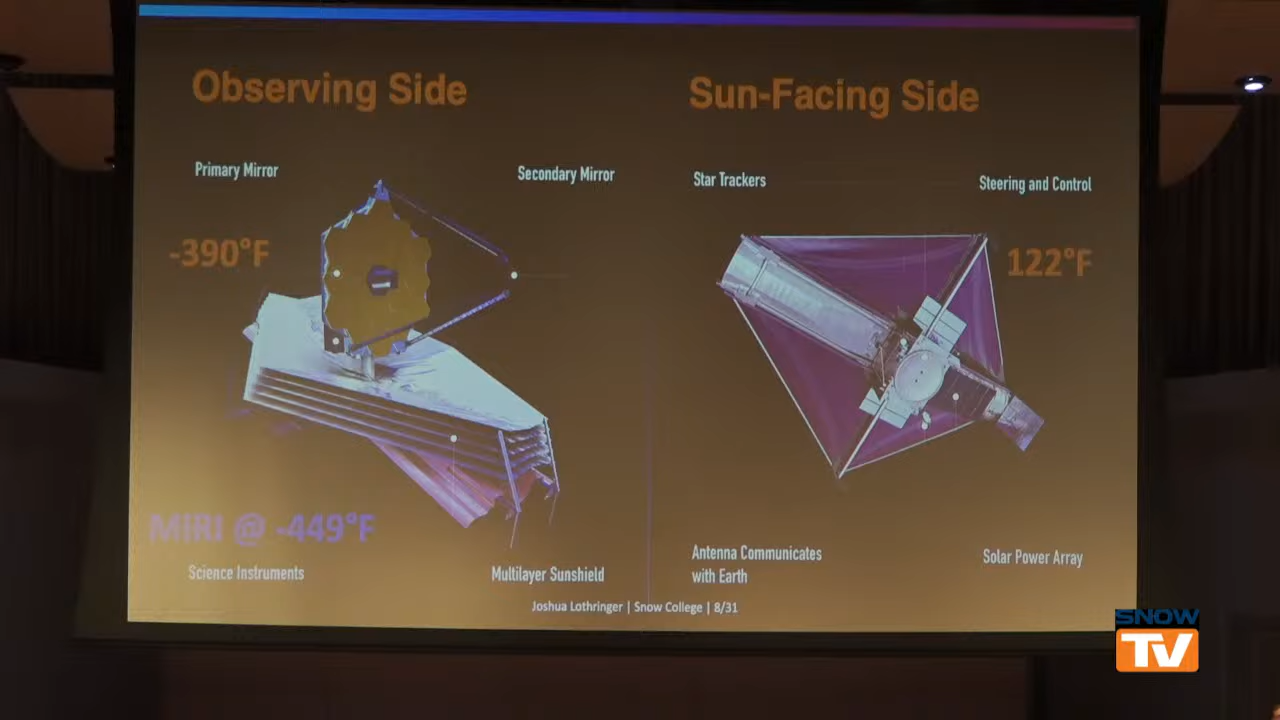 Observing Side
Sun-Facing Side
Primary Mirror
Secondary Mirror
Star Trackers
Steering and Control
-390°F
122°F
MIRI @ -449°F
Science Instruments
Multilayer Sunshield
Antenna Communicates
with Earth
Solar Power Array
Joshua Lothringer | Snow College | 8/31
SNOW
TV